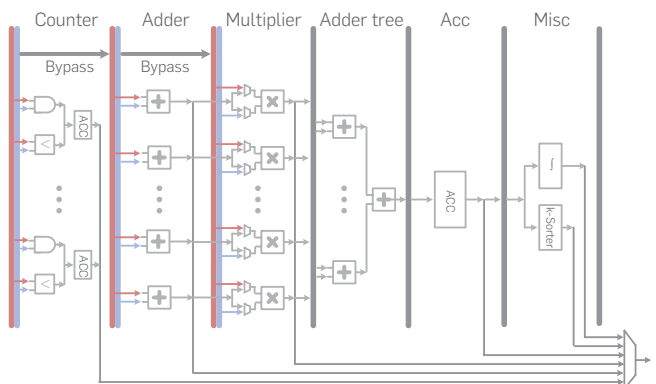 Counter Adder Multiplier Adder tree Acc Misc
Bypass Bypass
ACC
<
ACC
k-Sorter
ACC
<